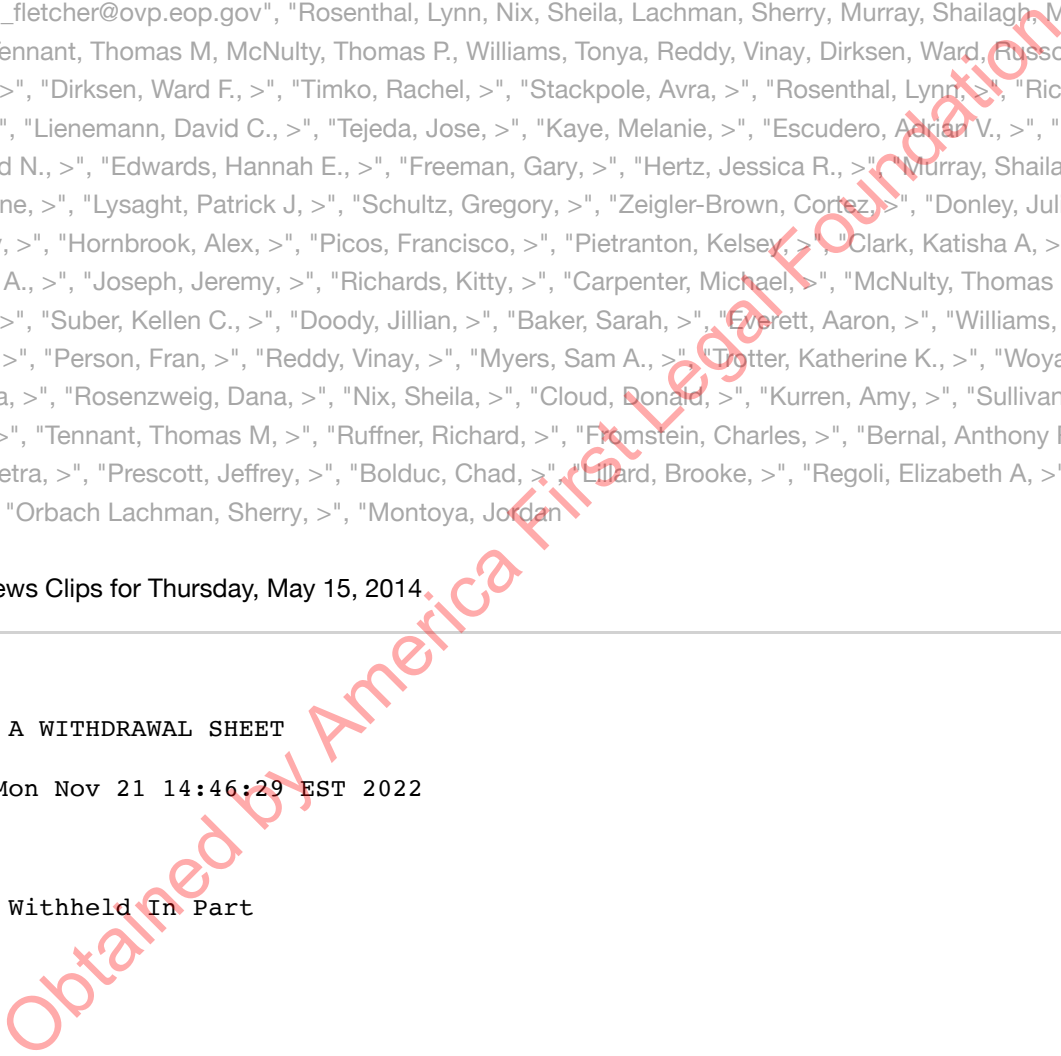 _fletcher@ovp.eop.gov", "Rosenthal, Lynn, Nix, Sheila, Lachman, Sherry, Murray, Shailagh, M
ennant, Thomas M, McNulty, Thomas P., Williams, Tonya, Reddy, Vinay, Dirksen, Ward, Russo
>", "Dirksen, Ward F., >", "Timko, Rachel, >", "Stackpole, Avra, >", "Rosenthal, Lynn, >", "Ric
", "Lienemann, David C., >", "Tejeda, Jose, >", "Kaye, Melanie, >", "Escudero, Adrian V., >", "
d N., >", "Edwards, Hannah E., >", "Freeman, Gary, >", "Hertz, Jessica R., >", "Murray, Shaila
ne, >", "Lysaght, Patrick J, >", "Schultz, Gregory, >", "Zeigler-Brown, Cortez, >", "Donley, Juli
, >", "Hornbrook, Alex, >", "Picos, Francisco, >", "Pietranton, Kelsey, >", "Clark, Katisha A, >
A., >", "Joseph, Jeremy, >", "Richards, Kitty, >", "Carpenter, Michael, >", "McNulty, Thomas
>", "Suber, Kellen C., >", "Doody, Jillian, >", "Baker, Sarah, >", "Everett, Aaron, >", "Williams,
>", "Person, Fran, >", "Reddy, Vinay, >", "Myers, Sam A., >", "Trotter, Katherine K., >", "Woya
a, >", "Rosenzweig, Dana, >", "Nix, Sheila, >", "Cloud, Donald, >", "Kurren, Amy, >", "Sullivan
>", "Tennant, Thomas M, >", "Ruffner, Richard, >", "Fromstein, Charles, >", "Bernal, Anthony
etra, >", "Prescott, Jeffrey, >", "Bolduc, Chad, >", "Lillard, Brooke, >", "Regoli, Elizabeth A, >"
"Orbach Lachman, Sherry, >", "Montoya, Jordan
ews Clips for Thursday, May 15, 2014
A WITHDRAWAL SHEET
Mon Nov 21 14:46:29 EST 2022
Withheld In Part
Obtained by America First Legal Foundation